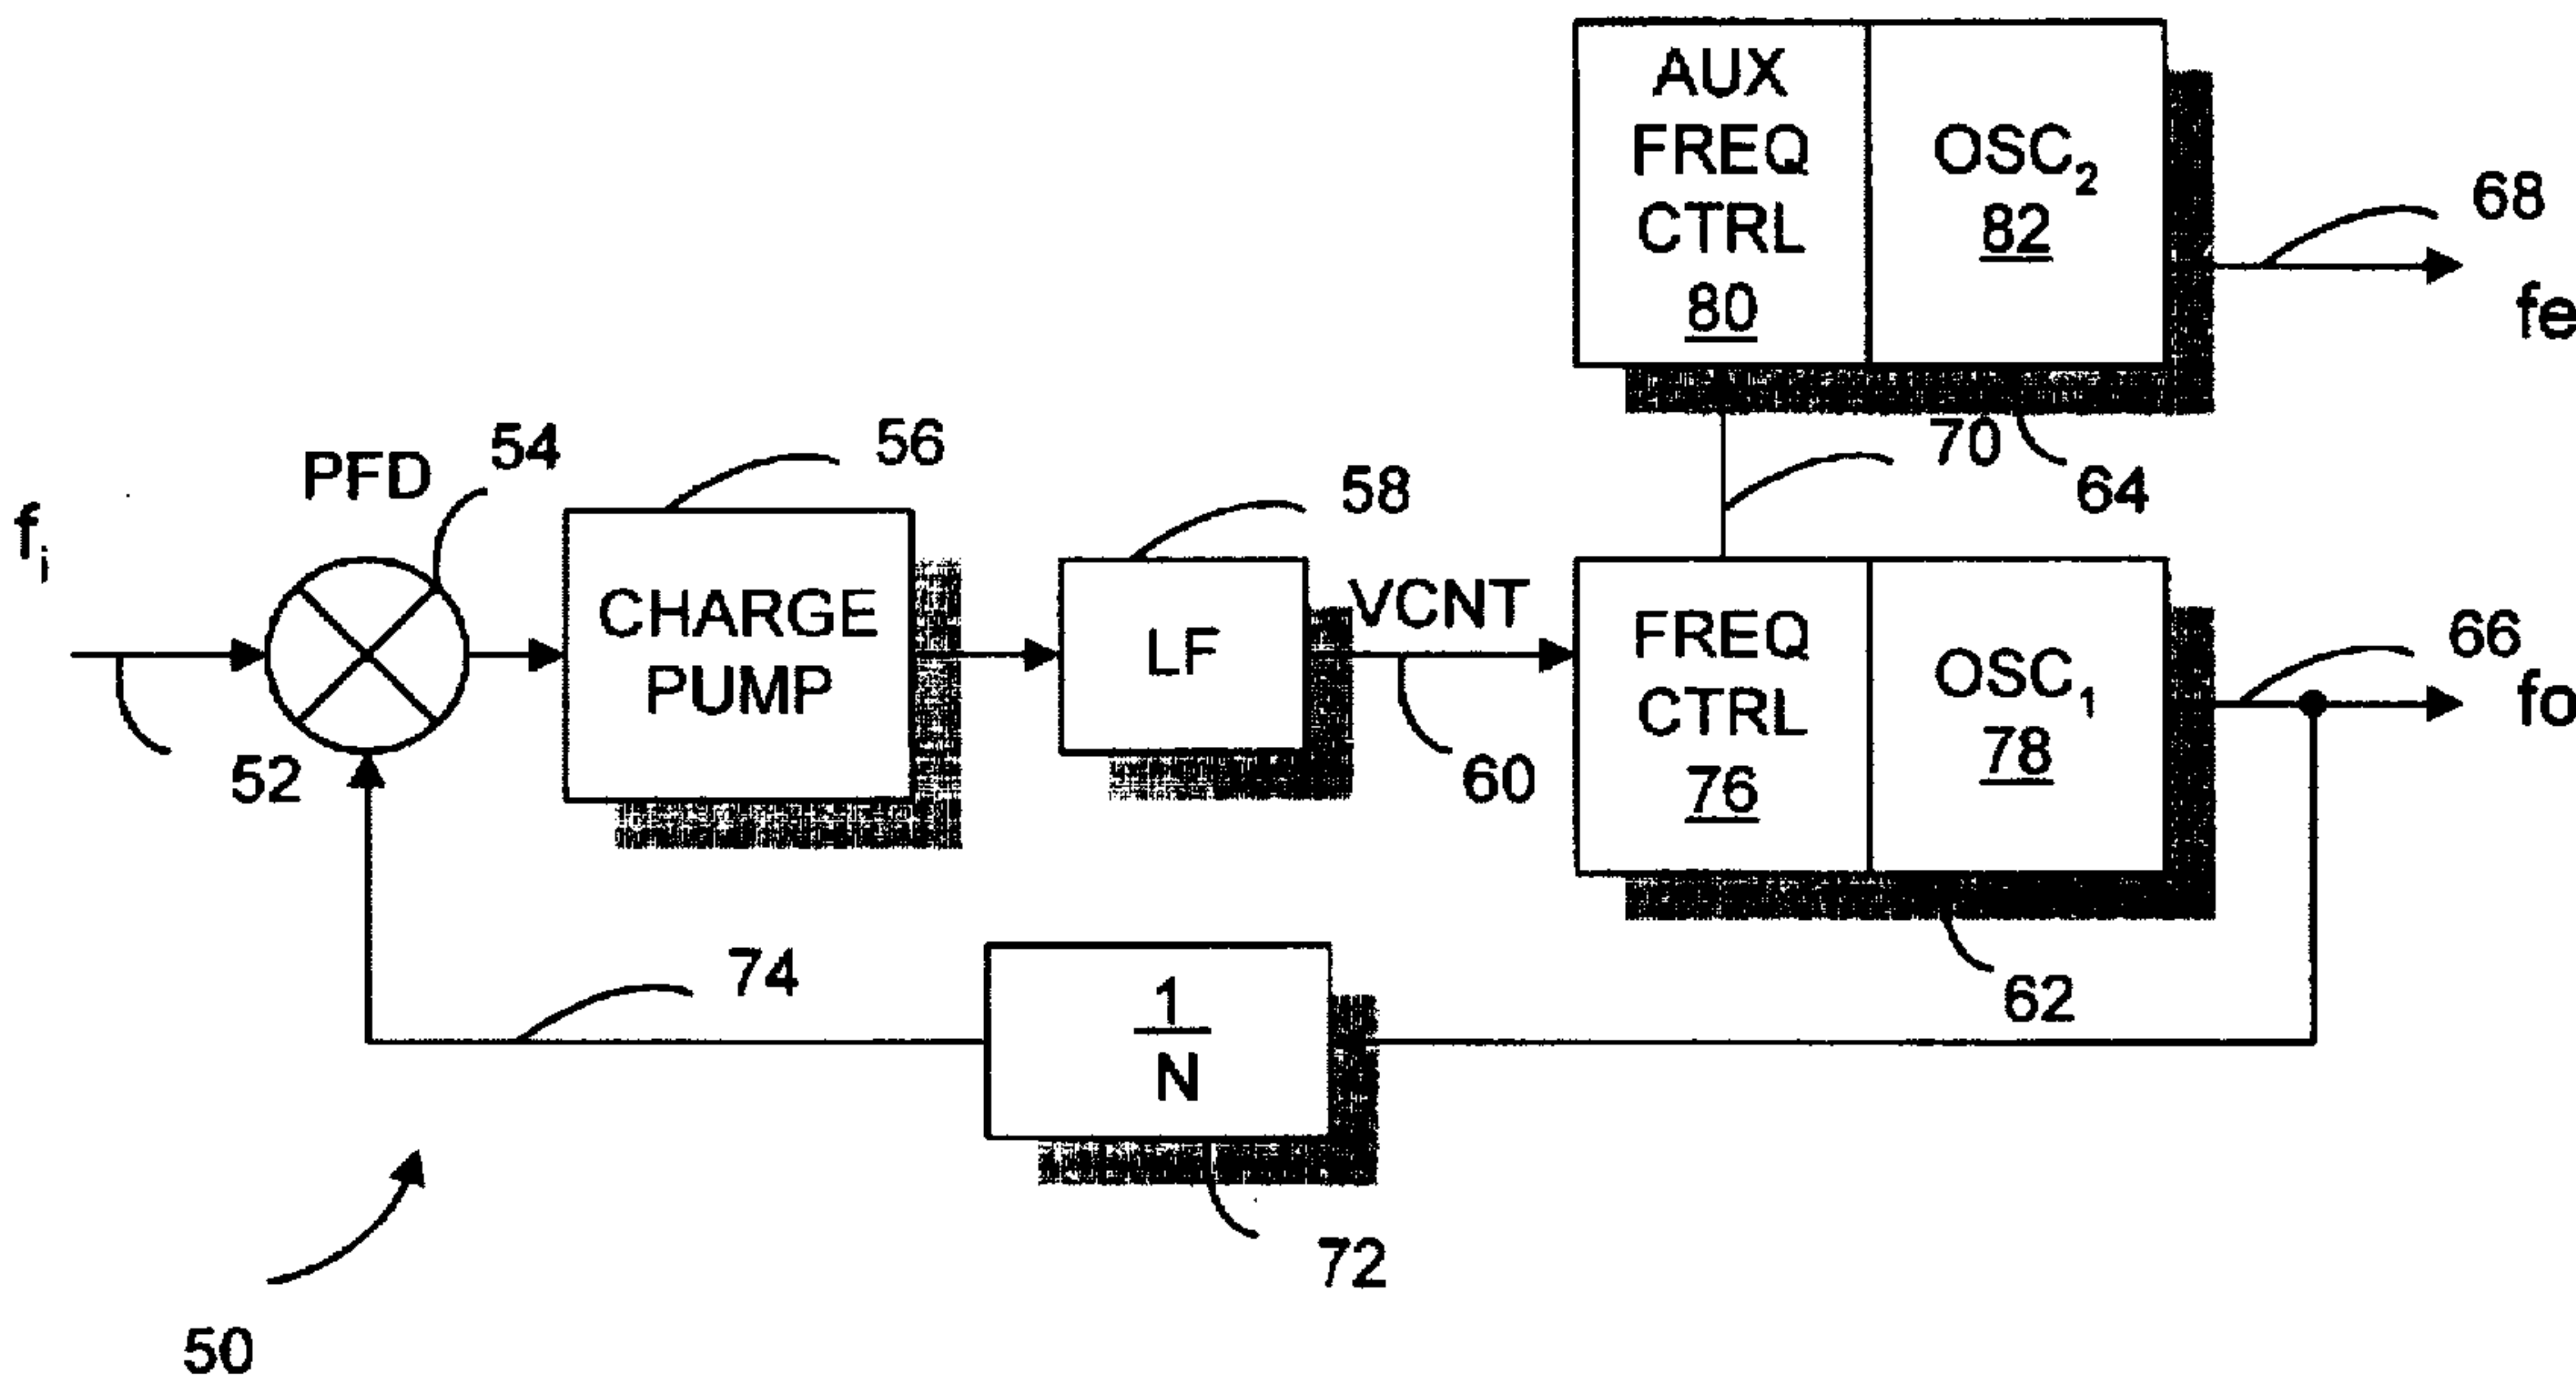 AUX
FREQ
CTRL
80
OSC₂
82
68
fe
70
64
PFD
54
56
58
fᵢ
52
CHARGE
PUMP
LF
VCNT
60
FREQ
CTRL
76
OSC₁
78
66
fo
62
74
1
N
72
50